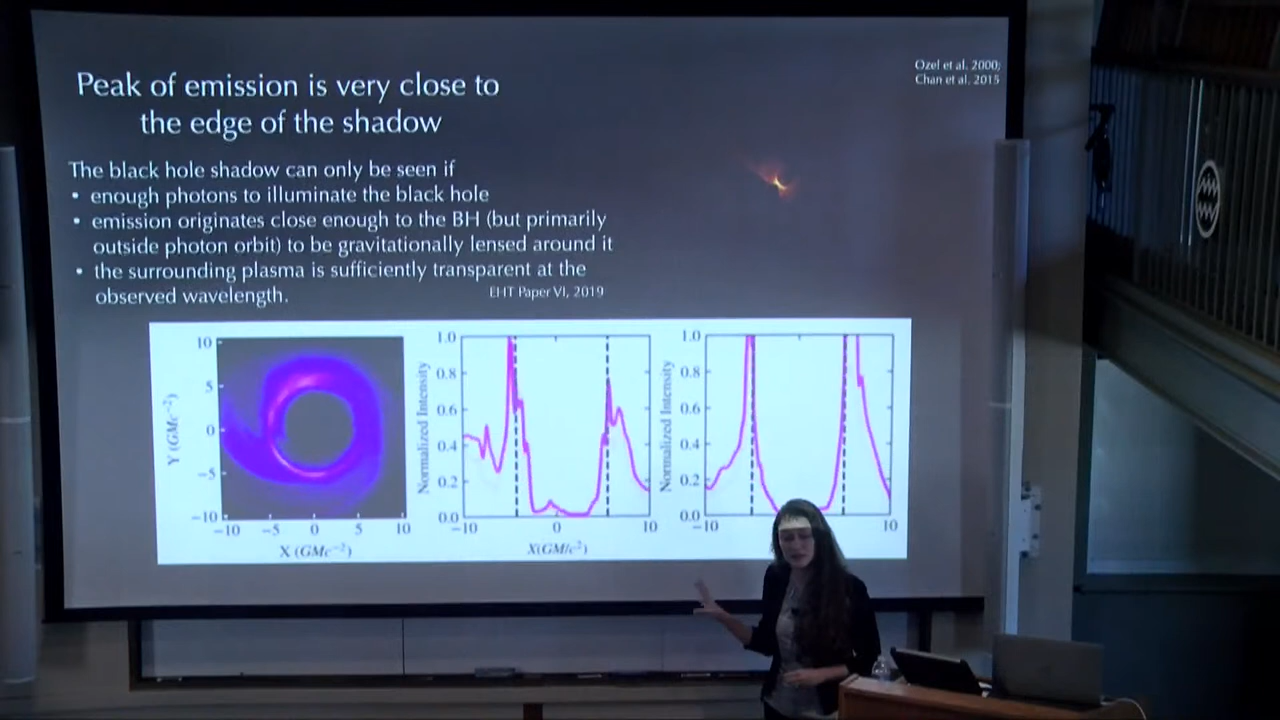 Ozel et al. 2000;
Chan et al. 2015
Peak of emission is very close to
the edge of the shadow
The black hole shadow can only be seen if
• enough photons to illuminate the black hole
• emission originates close enough to the BH (but primarily
outside photon orbit) to be gravitationally lensed around it
• the surrounding plasma is sufficiently transparent at the
observed wavelength.
EHT Paper VI, 2019
10
5
0
−5
−10
Y (GMc⁻²)
−10 −5 0 5 10
X (GMc⁻²)
1.0
0.8
0.6
0.4
0.2
0.0
Normalized Intensity
−10 10
X(GM/c²)
1.0
0.8
0.6
0.4
0.2
0.0
Normalized Intensity
−10 10